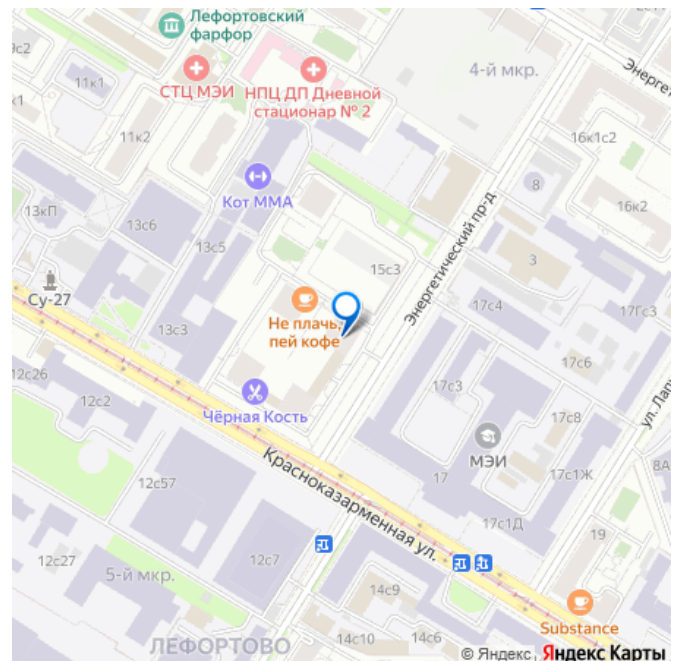 Лефортовский
фарфор
9с2
11к1
к1
СТЦ МЭИ
НПЦ ДП Дневной
стационар № 2
4-й мкр.
11к2
16к1с2
Кот ММА
8
16к2
13кП
13с6
13с5
Энергетический пр-д
3
15с3
Су-27
17с4
17Гс3
Не плачь,
пей кофе
13с3
17с6
12с26
12с2
17с3
Чёрная Кость
17с8
МЭИ
8А
12с57
Красноказарменная ул.
17
17с1Ж
17с1Д
19
12с27
12с7
5-й мкр.
14с9
Substance
ЛЕФОРТОВО
14с10
14с6
© Яндекс
Яндекс Карты